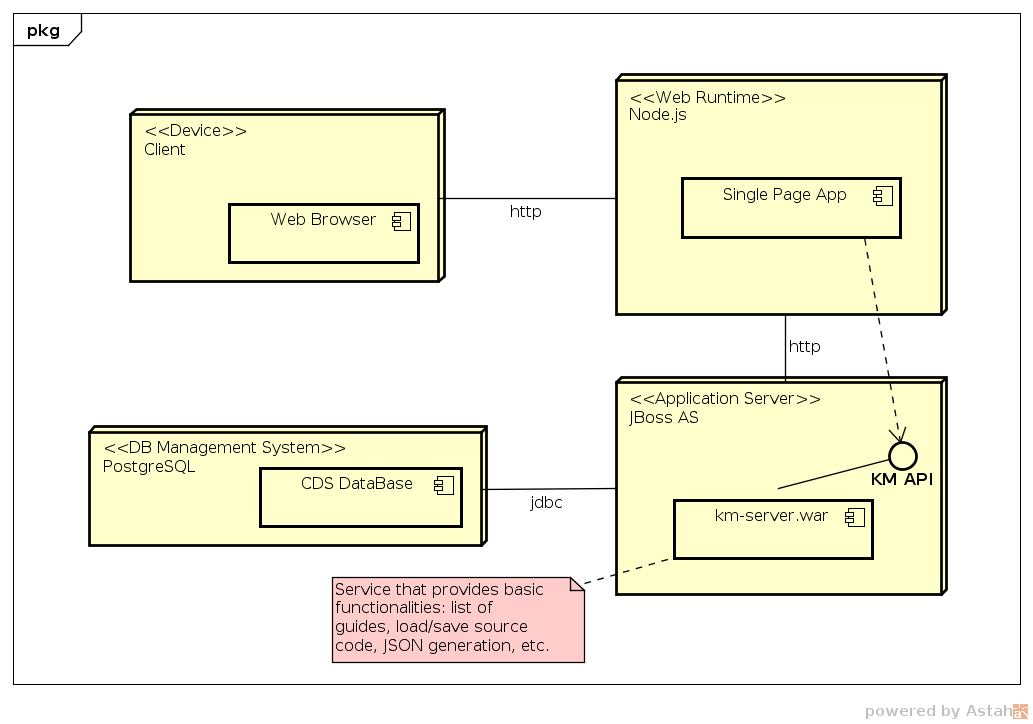 pkg
<<Device>>
Client
Web Browser
http
<<Web Runtime>>
Node.js
Single Page App
http
<<Application Server>>
JBoss AS
KM API
km-server.war
<<DB Management System>>
PostgreSQL
CDS DataBase
jdbc
Service that provides basic
functionalities: list of
guides, load/save source
code, JSON generation, etc.
powered by Astah